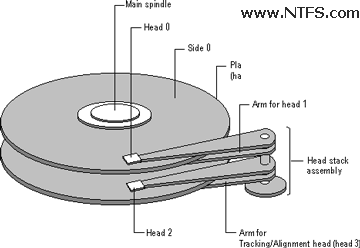 www.NTFS.com
Main spindle
Head 0
Side 0
Pla
(ha
Arm for head 1
Head stack
assembly
Head 2
Arm for
Tracking/Alignment head (head 3)